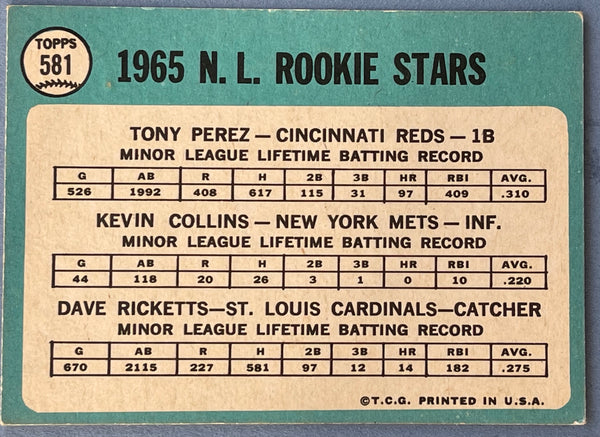 TOPPS
581
1965 N. L. ROOKIE STARS
TONY PEREZ — CINCINNATI REDS — 1B
MINOR LEAGUE LIFETIME BATTING RECORD
G AB R H 2B 3B HR RBI AVG.
526 1992 408 617 115 31 97 409 .310
KEVIN COLLINS — NEW YORK METS — INF.
MINOR LEAGUE LIFETIME BATTING RECORD
G AB R H 2B 3B HR RBI AVG.
44 118 20 26 3 1 0 10 .220
DAVE RICKETTS—ST. LOUIS CARDINALS—CATCHER
MINOR LEAGUE LIFETIME BATTING RECORD
G AB R H 2B 3B HR RBI AVG.
670 2115 227 581 97 12 14 182 .275
©T.C.G. PRINTED IN U.S.A.